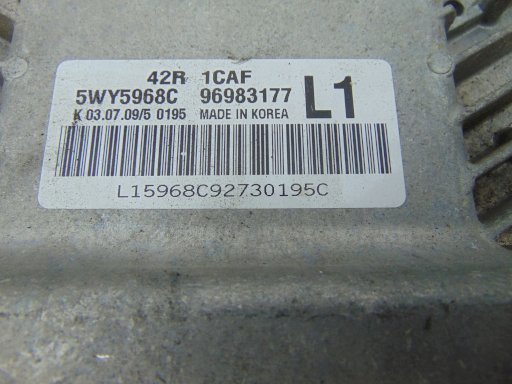 42R 1CAF
5WY5968C 96983177 L1
K 03.07.09/5 0195 MADE IN KOREA
L15968C92730195C